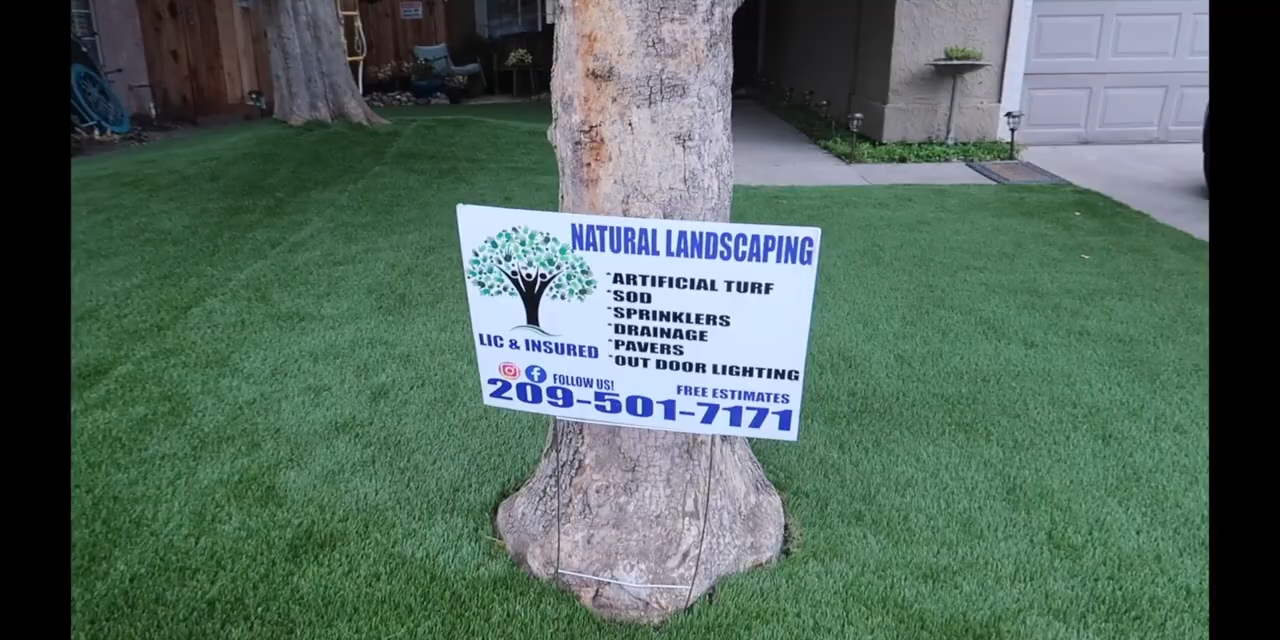 NATURAL LANDSCAPING
*ARTIFICIAL TURF
*SOD
*SPRINKLERS
*DRAINAGE
*PAVERS
*OUT DOOR LIGHTING
LIC & INSURED
FOLLOW US!
FREE ESTIMATES
209-501-7171